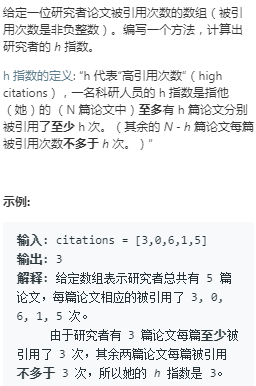 给定一位研究者论文被引用次数的数组（被引
用次数是非负整数）。编写一个方法，计算出
研究者的 h 指数。
h 指数的定义: “h 代表“高引用次数”（high
citations），一名科研人员的 h 指数是指他
（她）的 （N 篇论文中）至多有 h 篇论文分别
被引用了至少 h 次。（其余的 N - h 篇论文每篇
被引用次数不多于 h 次。）”
示例:
输入: citations = [3,0,6,1,5]
输出: 3
解释: 给定数组表示研究者总共有 5 篇
论文，每篇论文相应的被引用了 3, 0,
6, 1, 5 次。
由于研究者有 3 篇论文每篇至少被
引用了 3 次，其余两篇论文每篇被引用
不多于 3 次，所以她的 h 指数是 3。